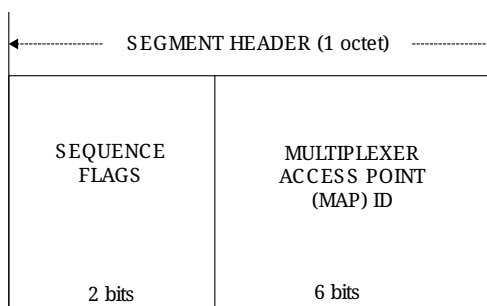 SEGMENT HEADER (1 octet)
SEQUENCE
FLAGS
2 bits
MULTIPLEXER
ACCESS POINT
(MAP) ID
6 bits